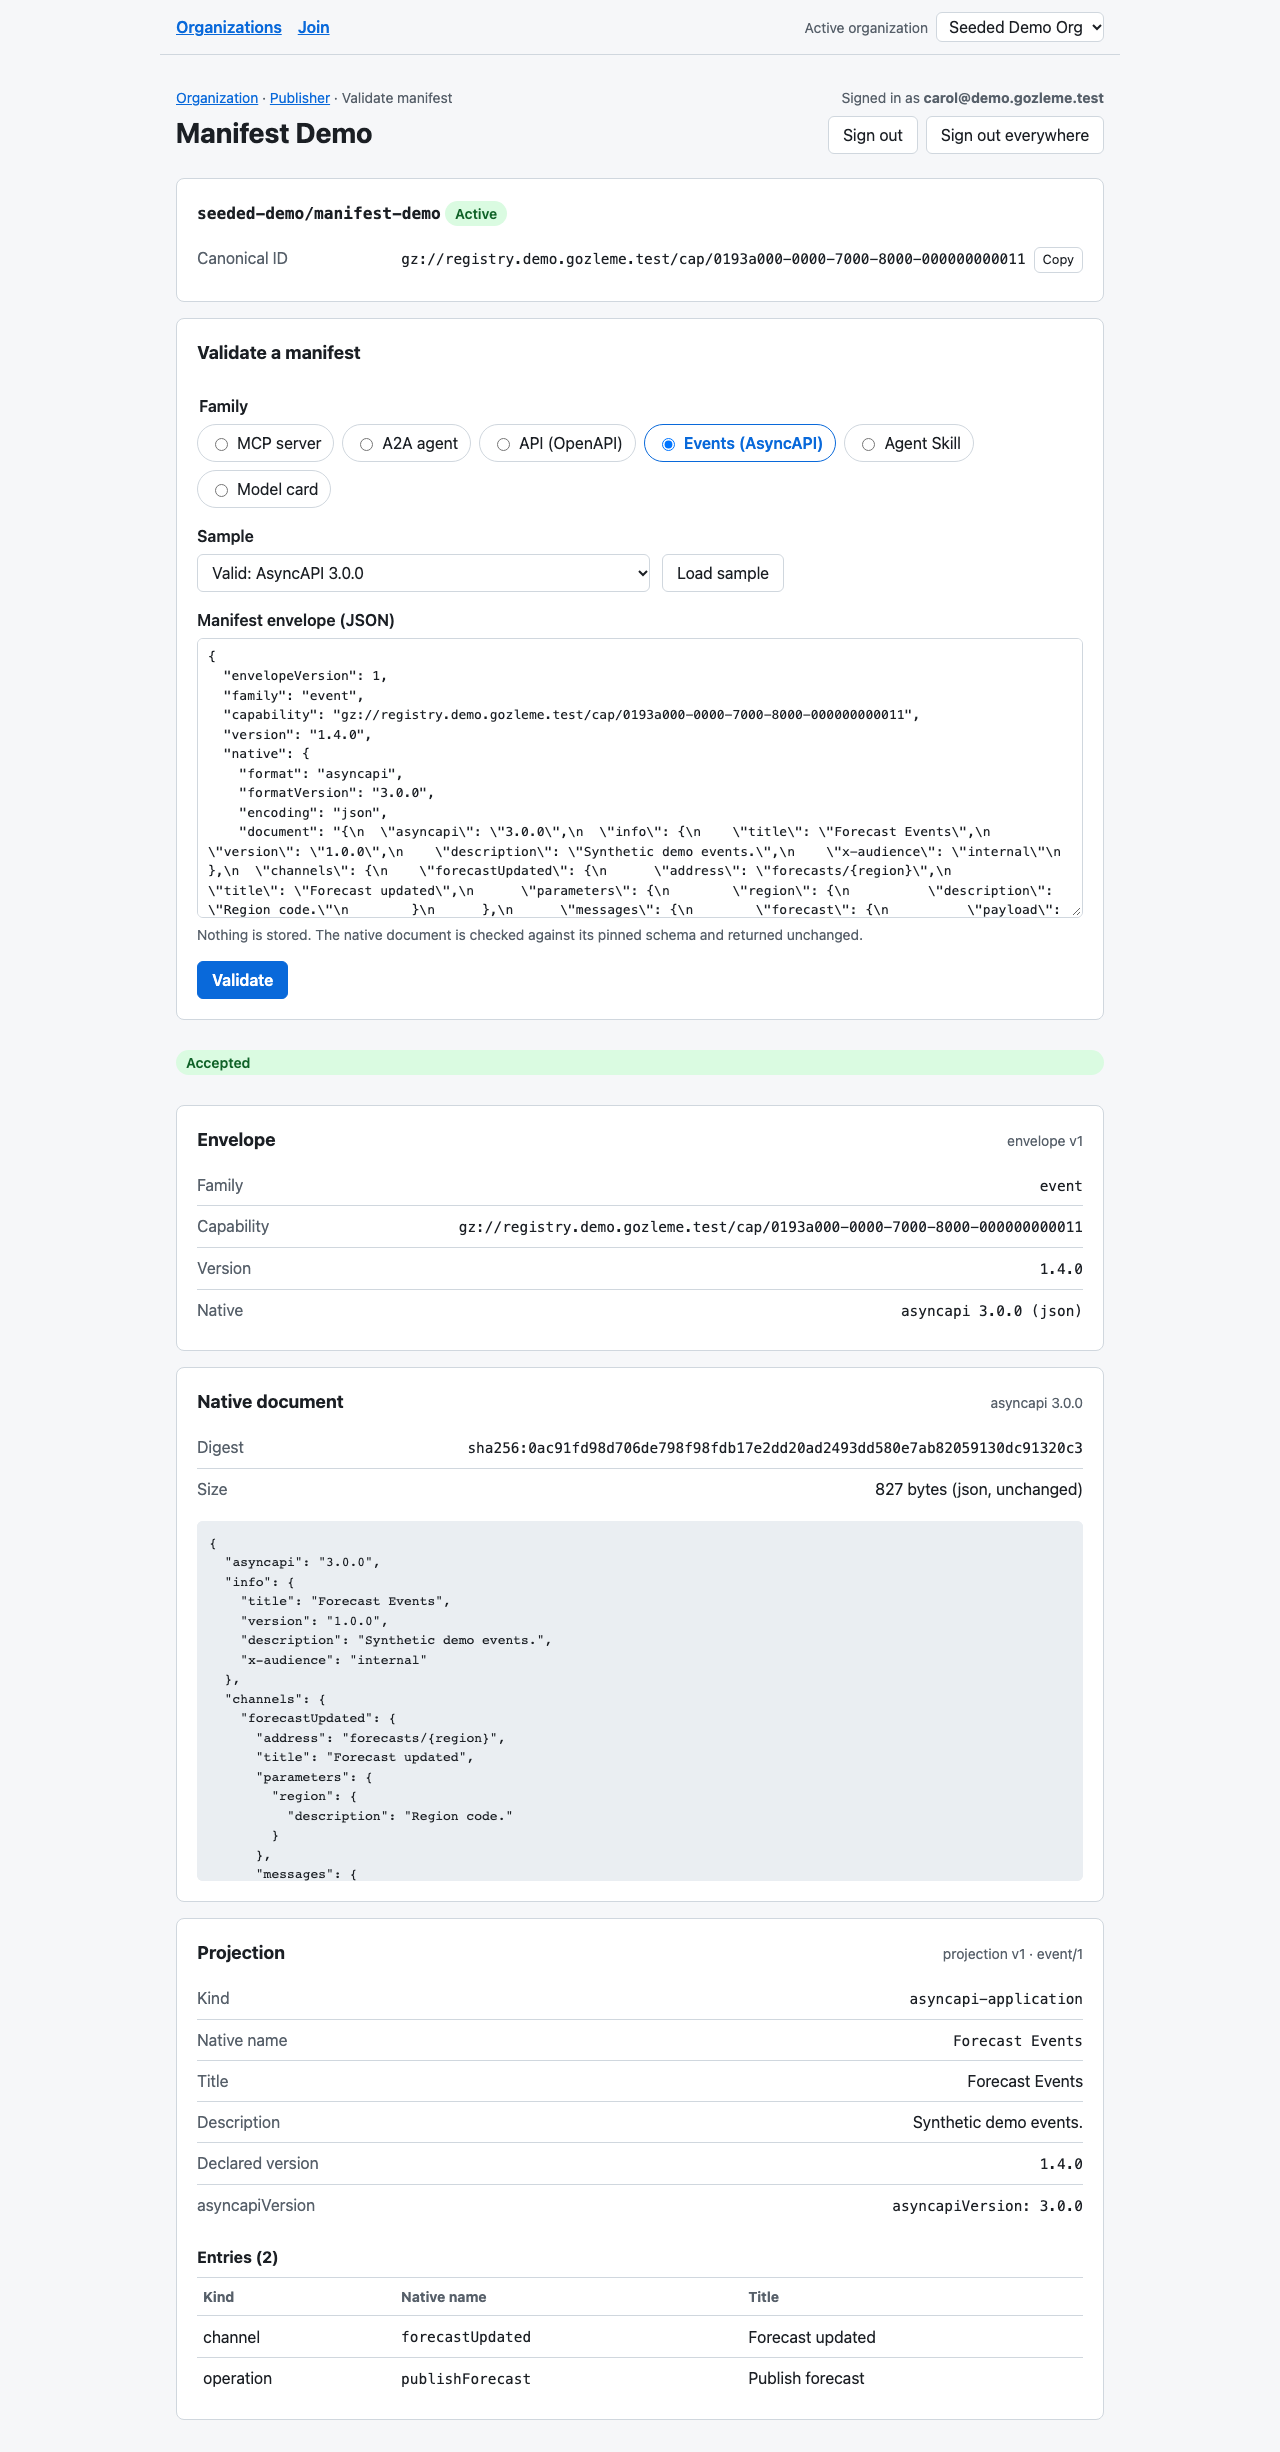 Organizations Join Active organization Seeded Demo Org
Organization · Publisher · Validate manifest Signed in as carol@demo.gozleme.test
Manifest Demo Sign out Sign out everywhere
seeded-demo/manifest-demo Active
Canonical ID gz://registry.demo.gozleme.test/cap/0193a000-0000-7000-8000-000000000011 Copy
Validate a manifest
Family
MCP server A2A agent API (OpenAPI) Events (AsyncAPI) Agent Skill
Model card
Sample
Valid: AsyncAPI 3.0.0 Load sample
Manifest envelope (JSON)
{
  "envelopeVersion": 1,
  "family": "event",
  "capability": "gz://registry.demo.gozleme.test/cap/0193a000-0000-7000-8000-000000000011",
  "version": "1.4.0",
  "native": {
    "format": "asyncapi",
    "formatVersion": "3.0.0",
    "encoding": "json",
    "document": "{\n  \"asyncapi\": \"3.0.0\",\n  \"info\": {\n    \"title\": \"Forecast Events\",\n
\"version\": \"1.0.0\",\n    \"description\": \"Synthetic demo events.\",\n    \"x-audience\": \"internal\"\n
},\n  \"channels\": {\n    \"forecastUpdated\": {\n      \"address\": \"forecasts/{region}\",\n
\"title\": \"Forecast updated\",\n      \"parameters\": {\n        \"region\": {\n          \"description\":
\"Region code.\"\n        }\n      },\n      \"messages\": {\n        \"forecast\": {\n          \"payload\":
Nothing is stored. The native document is checked against its pinned schema and returned unchanged.
Validate
Accepted
Envelope envelope v1
Family event
Capability gz://registry.demo.gozleme.test/cap/0193a000-0000-7000-8000-000000000011
Version 1.4.0
Native asyncapi 3.0.0 (json)
Native document asyncapi 3.0.0
Digest sha256:0ac91fd98d706de798f98fdb17e2dd20ad2493dd580e7ab82059130dc91320c3
Size 827 bytes (json, unchanged)
{
  "asyncapi": "3.0.0",
  "info": {
    "title": "Forecast Events",
    "version": "1.0.0",
    "description": "Synthetic demo events.",
    "x-audience": "internal"
  },
  "channels": {
    "forecastUpdated": {
      "address": "forecasts/{region}",
      "title": "Forecast updated",
      "parameters": {
        "region": {
          "description": "Region code."
        }
      },
      "messages": {
Projection projection v1 · event/1
Kind asyncapi-application
Native name Forecast Events
Title Forecast Events
Description Synthetic demo events.
Declared version 1.4.0
asyncapiVersion asyncapiVersion: 3.0.0
Entries (2)
Kind Native name Title
channel forecastUpdated Forecast updated
operation publishForecast Publish forecast